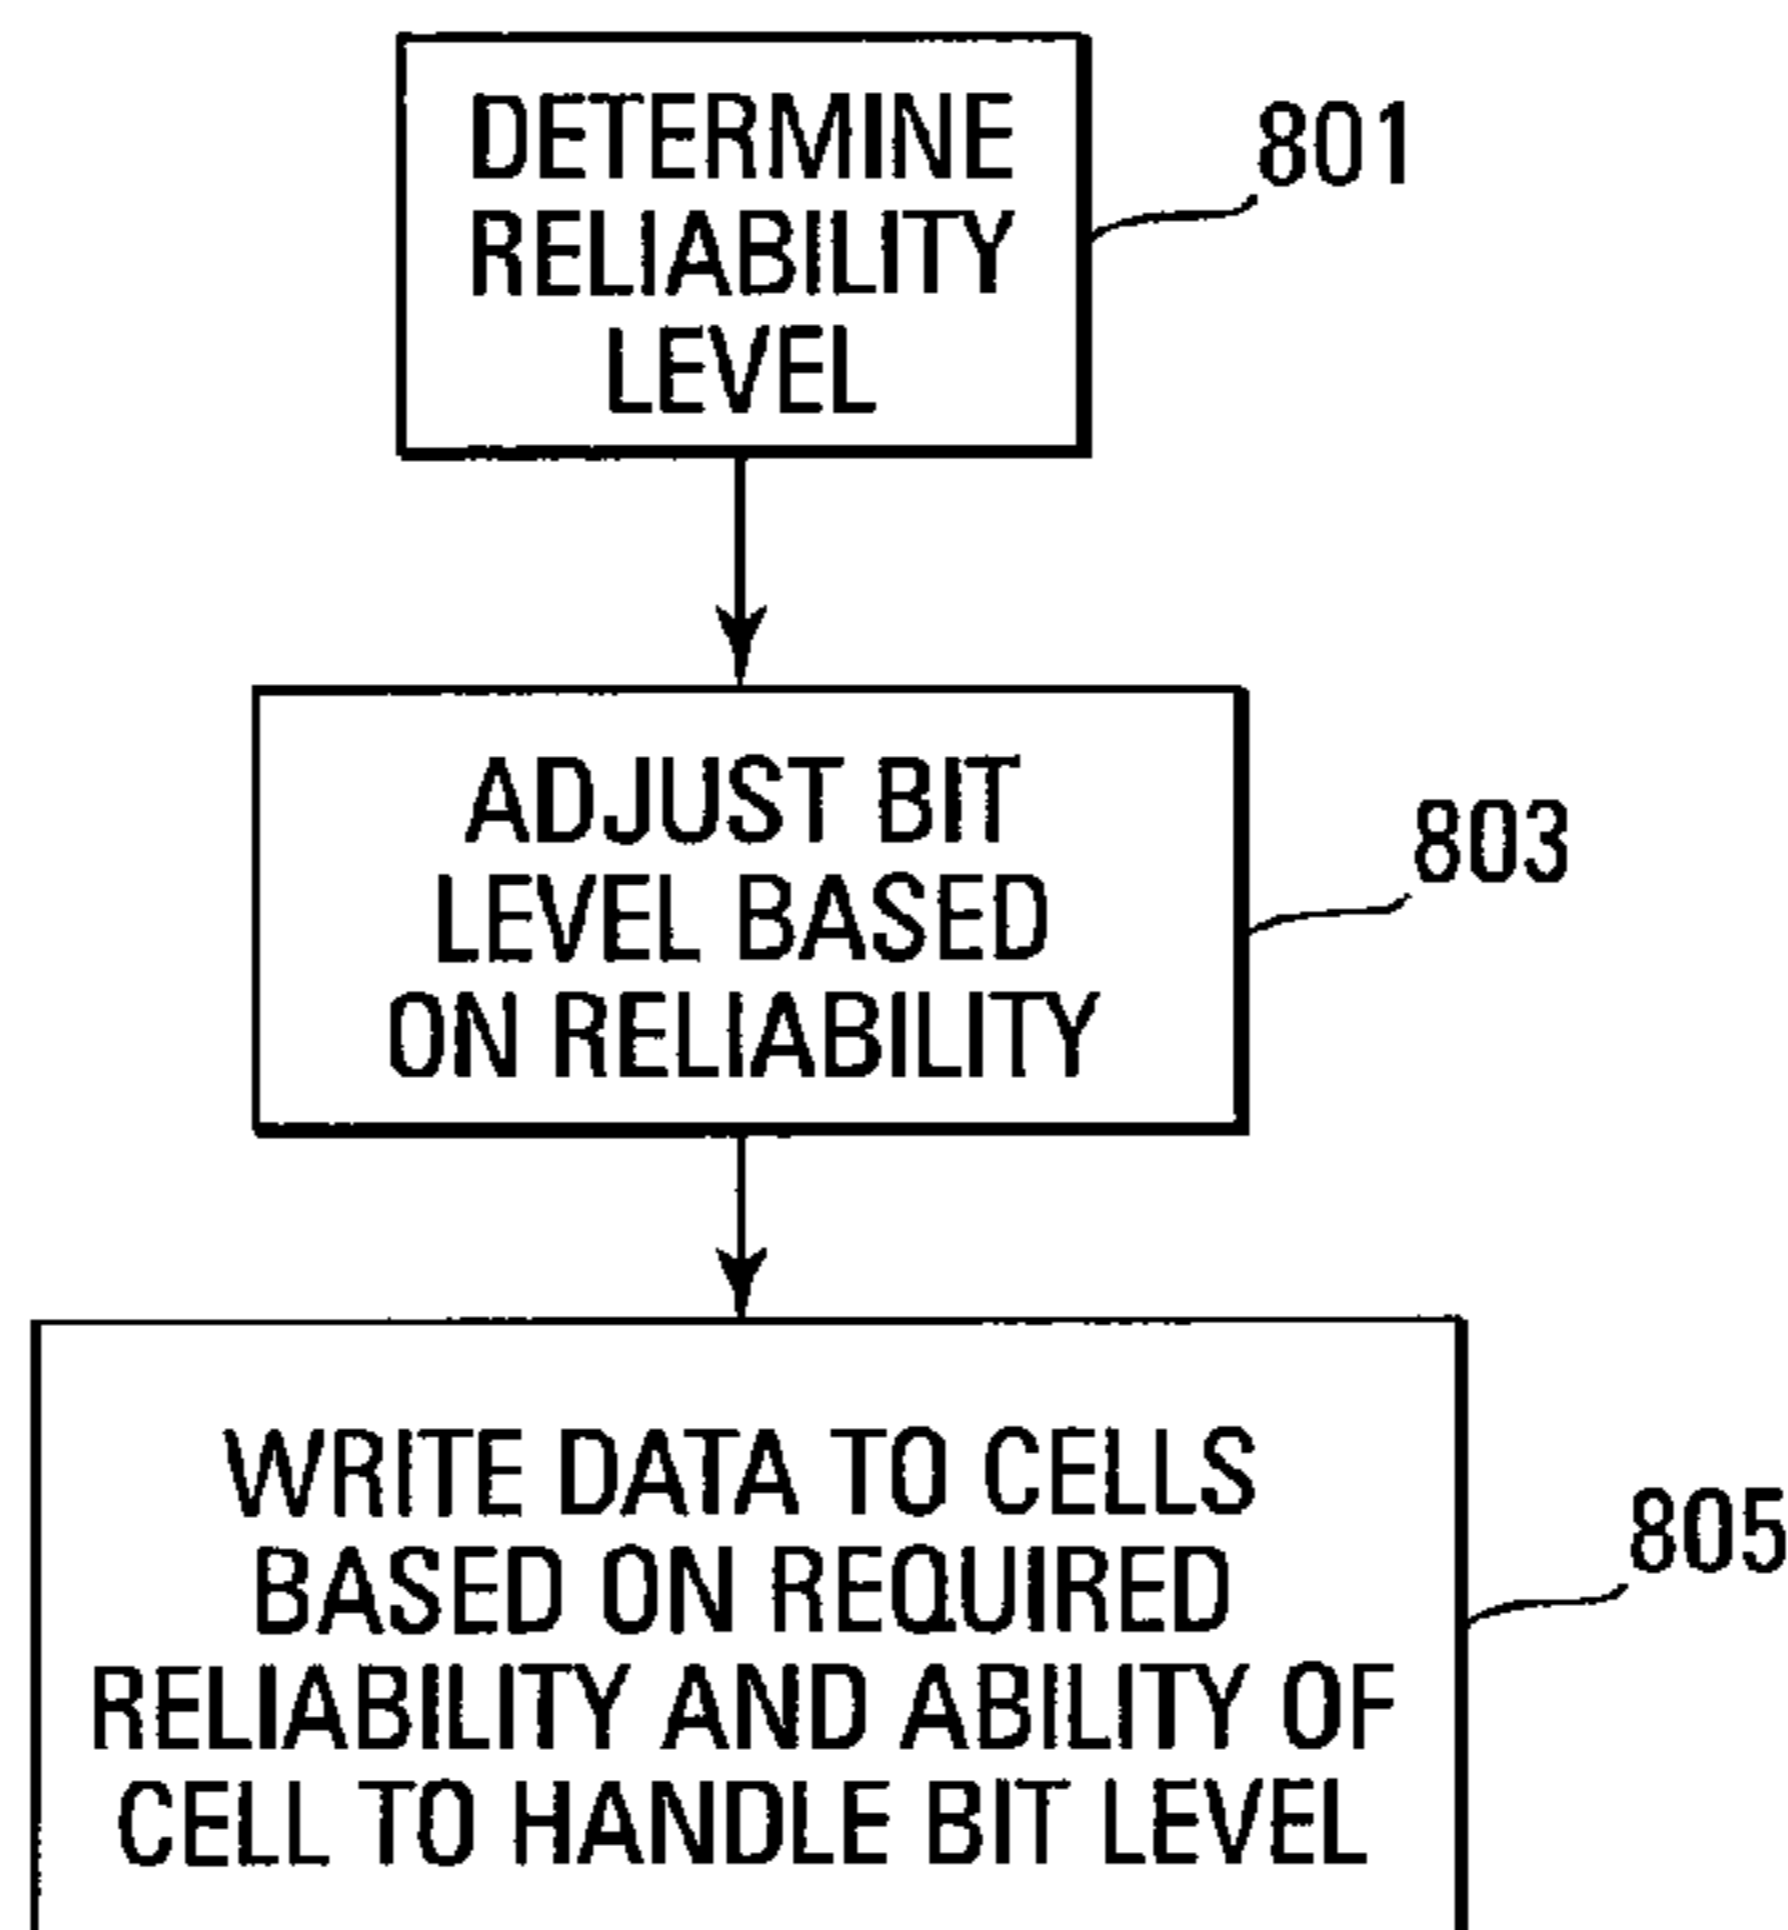 DETERMINE
RELIABILITY
LEVEL
801
ADJUST BIT
LEVEL BASED
ON RELIABILITY
803
WRITE DATA TO CELLS
BASED ON REQUIRED
RELIABILITY AND ABILITY OF
CELL TO HANDLE BIT LEVEL
805